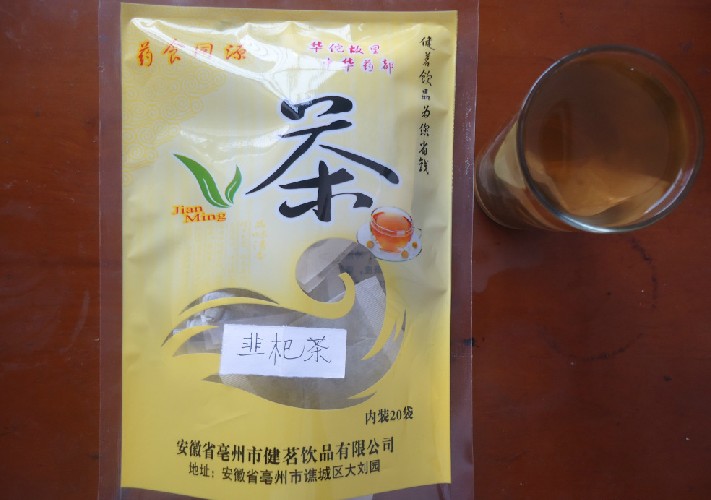 药食同源
华佗故里
中华药都
健茗饮品为您省钱
茶
Jian
Ming
韭杷茶
内装20袋
安徽省亳州市健茗饮品有限公司
地址：安徽省亳州市谯城区大刘园